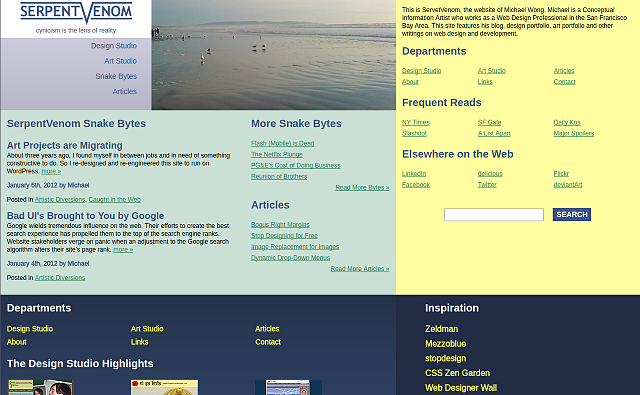 SERPENTVENOM
cynicism is the lens of reality
Design Studio
Art Studio
Snake Bytes
Articles
This is ServetVenom, the website of Michael Wong. Michael is a Conceptual
Information Artist who works as a Web Design Professional in the San Francisco
Bay Area. This site features his blog, design portfolio, art portfolio and other
writings on web design and development.
Departments
Design Studio Art Studio Articles
About Links Contact
Frequent Reads
NY Times SF Gate Daily Kos
Slashdot A List Apart Major Spoilers
Elsewhere on the Web
LinkedIn delicious Flickr
Facebook Twitter deviantArt
SEARCH
SerpentVenom Snake Bytes
Art Projects are Migrating
About three years ago, I found myself in between jobs and in need of something
constructive to do. So I re-designed and re-engineered this site to run on
WordPress. more »
January 6th, 2012 by Michael
Posted in Artistic Diversions, Caught in the Web
Bad UI's Brought to You by Google
Google wields tremendous influence on the web. Their efforts to create the best
search experience has propelled them to the top of the search engine ranks.
Website stakeholders verge on panic when an adjustment to the Google search
algorithm alters their site's page rank. more »
January 4th, 2012 by Michael
Posted in Artistic Diversions
More Snake Bytes
Flash (Mobile) is Dead
The Netflix Plunge
PG&E's Cost of Doing Business
Reunion of Brothers
Read More Bytes »
Articles
Bogus Right Margins
Stop Designing for Free
Image Replacement for Images
Dynamic Drop-Down Menus
Read More Articles »
Departments
Design Studio Art Studio Articles
About Links Contact
The Design Studio Highlights
Inspiration
Zeldman
Mezzoblue
stopdesign
CSS Zen Garden
Web Designer Wall